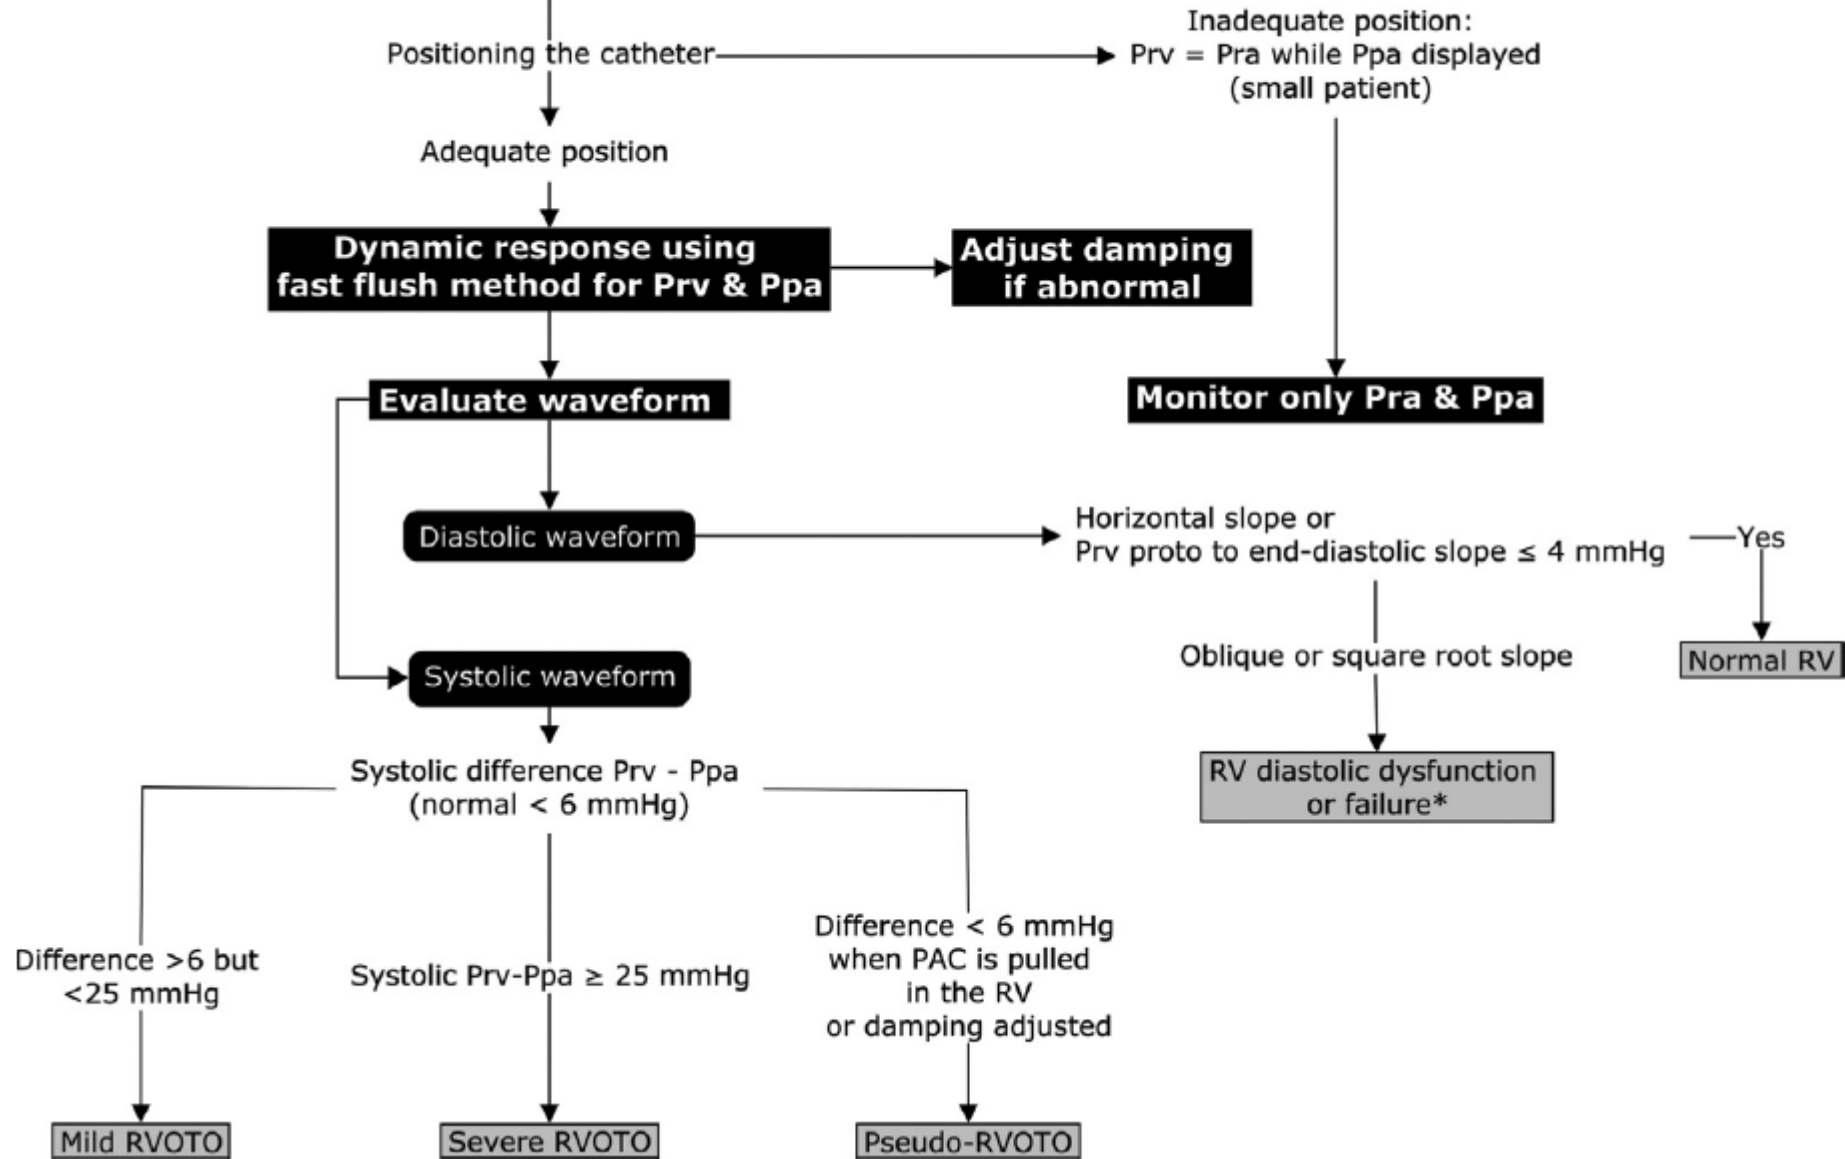 Positioning the catheter
Inadequate position:
Prv = Pra while Ppa displayed
(small patient)
Adequate position
Dynamic response using
fast flush method for Prv & Ppa
Adjust damping
if abnormal
Evaluate waveform
Monitor only Pra & Ppa
Diastolic waveform
Horizontal slope or
Prv proto to end-diastolic slope ≤ 4 mmHg
Yes
Oblique or square root slope
Normal RV
Systolic waveform
RV diastolic dysfunction
or failure*
Systolic difference Prv - Ppa
(normal < 6 mmHg)
Difference >6 but
<25 mmHg
Systolic Prv-Ppa ≥ 25 mmHg
Difference < 6 mmHg
when PAC is pulled
in the RV
or damping adjusted
Mild RVOTO
Severe RVOTO
Pseudo-RVOTO